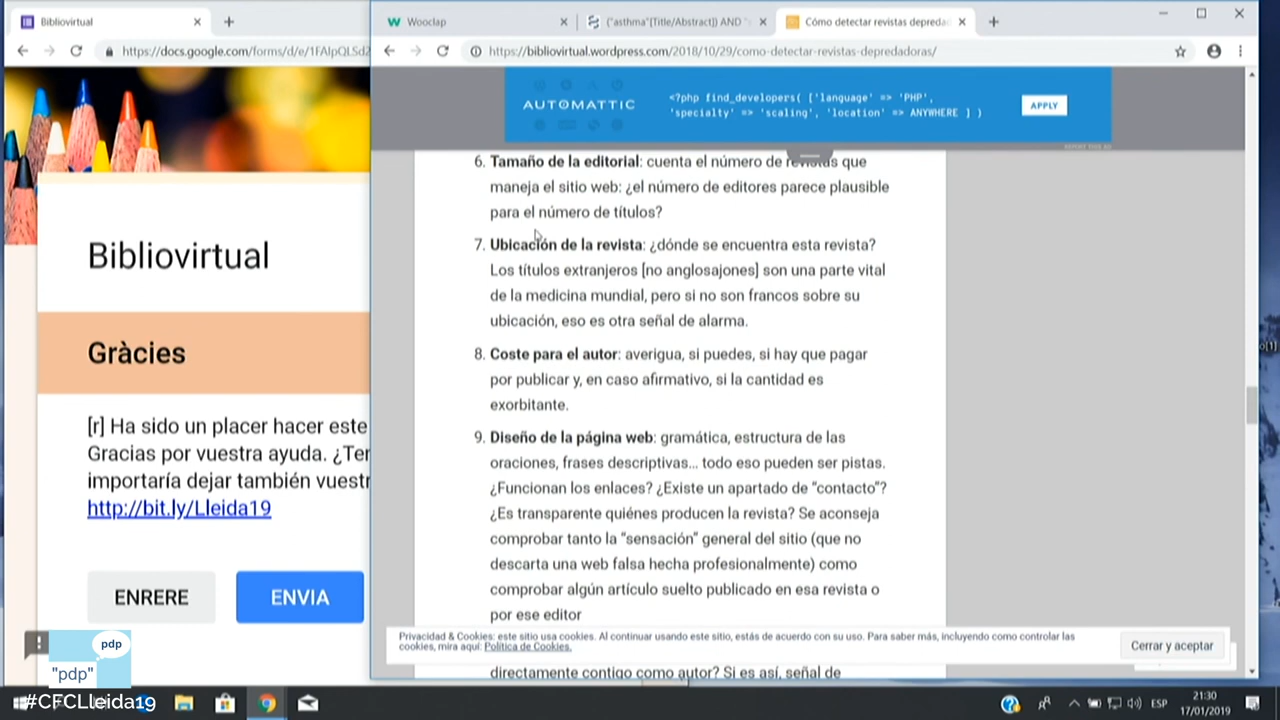 Bibliovirtual
https://docs.google.com/forms/d/e/1FAIpQLSd2
Bibliovirtual
Gràcies
[r] Ha sido un placer hacer este
Gracias por vuestra ayuda. ¿Ter
importaría dejar también vuestr
http://bit.ly/Lleida19
ENRERE
ENVIA
Wooclap
("asthma"[Title/Abstract]) AND "
Cómo detectar revistas depreda
https://bibliovirtual.wordpress.com/2018/10/29/como-detectar-revistas-depredadoras/
AUTOMATTIC
<?php find_developers( ['language' => 'PHP',
'specialty' => 'scaling', 'location' => ANYWHERE ] )
APPLY
REPORT THIS AD
6. Tamaño de la editorial: cuenta el número de revistas que
maneja el sitio web: ¿el número de editores parece plausible
para el número de títulos?
7. Ubicación de la revista: ¿dónde se encuentra esta revista?
Los títulos extranjeros [no anglosajones] son una parte vital
de la medicina mundial, pero si no son francos sobre su
ubicación, eso es otra señal de alarma.
8. Coste para el autor: averigua, si puedes, si hay que pagar
por publicar y, en caso afirmativo, si la cantidad es
exorbitante.
9. Diseño de la página web: gramática, estructura de las
oraciones, frases descriptivas... todo eso pueden ser pistas.
¿Funcionan los enlaces? ¿Existe un apartado de "contacto"?
¿Es transparente quiénes producen la revista? Se aconseja
comprobar tanto la "sensación" general del sitio (que no
descarta una web falsa hecha profesionalmente) como
comprobar algún artículo suelto publicado en esa revista o
por ese editor
Privacidad & Cookies: este sitio usa cookies. Al continuar usando este sitio, estás de acuerdo con su uso. Para saber más, incluyendo como controlar las
cookies, mira aquí: Política de Cookies.
Cerrar y aceptar
directamente contigo como autor? Si es así, señal de
o[1]
pdp
"pdp"
#CFCLleida19
ESP
21:30
17/01/2019